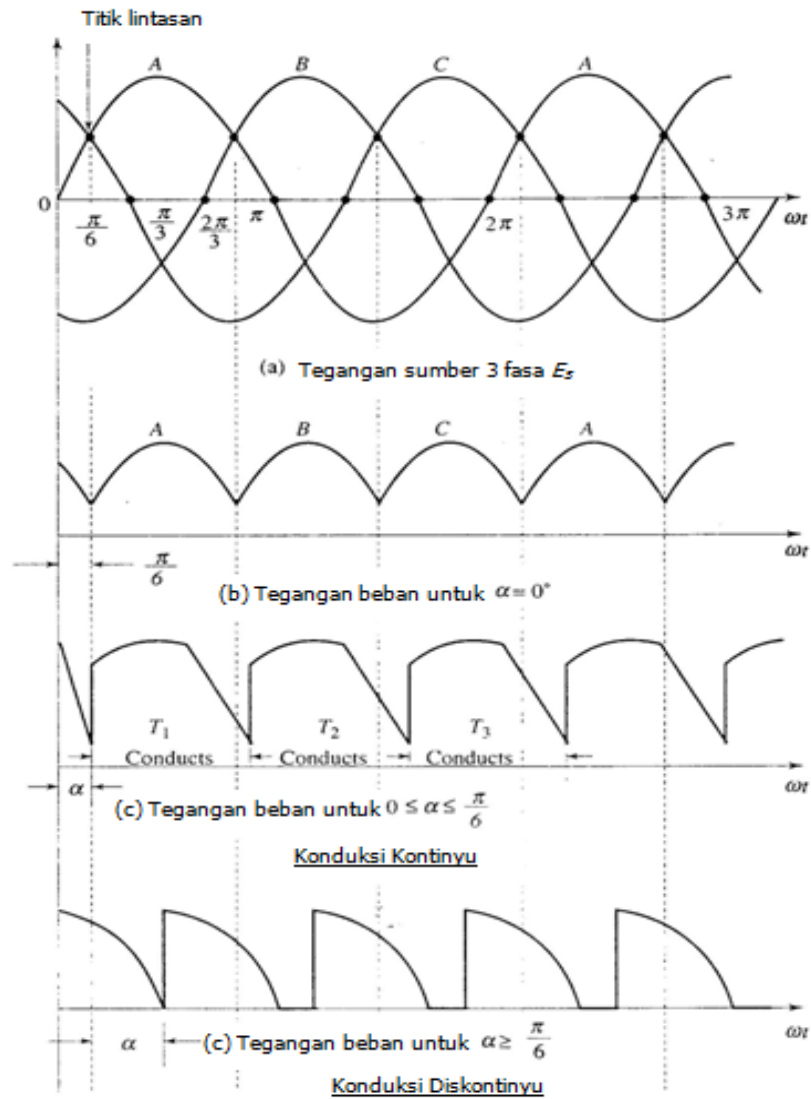 Titik lintasan
A B C A
0 π/6 π/3 2π/3 π 2π 3π ωt
(a) Tegangan sumber 3 fasa Es
A B C A
ωt
π/6
(b) Tegangan beban untuk α = 0°
T1 T2 T3
Conducts Conducts Conducts
α ωt
(c) Tegangan beban untuk 0 ≤ α ≤ π/6
Konduksi Kontinyu
ωt
α (c) Tegangan beban untuk α ≥ π/6
Konduksi Diskontinyu